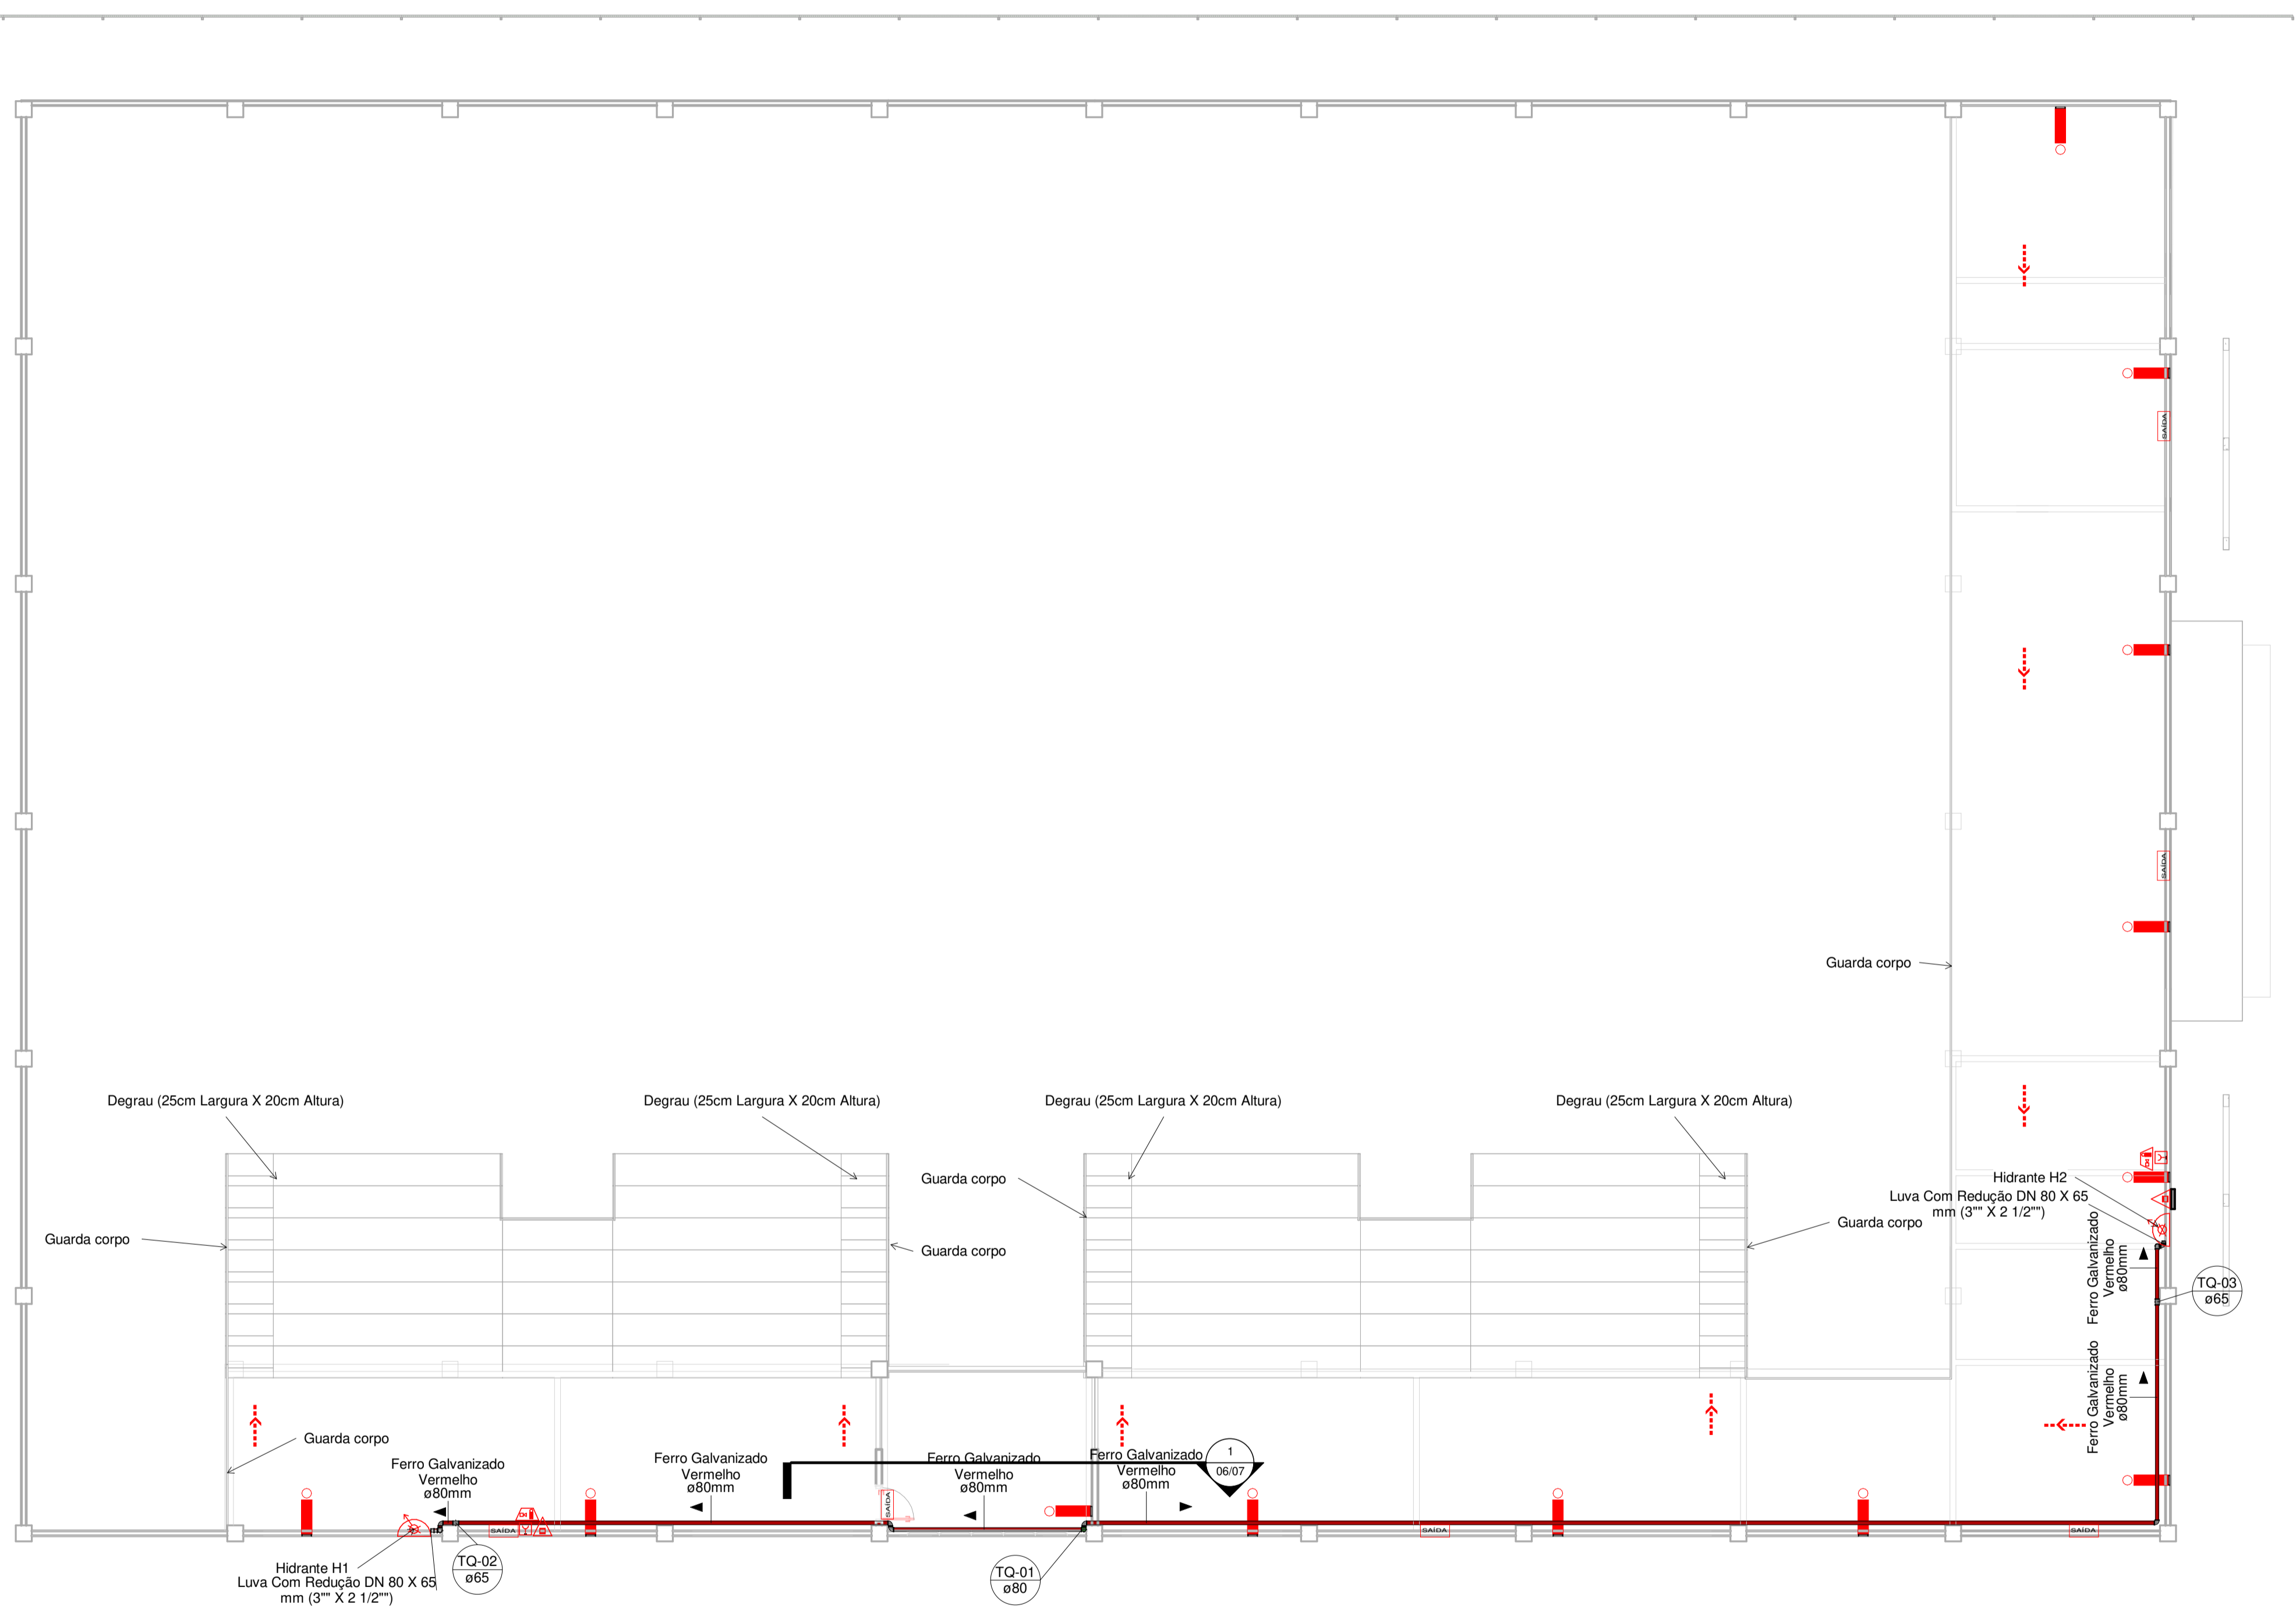 SAÍDA
SAÍDA
Guarda corpo
Degrau (25cm Largura X 20cm Altura)
Degrau (25cm Largura X 20cm Altura)
Degrau (25cm Largura X 20cm Altura)
Degrau (25cm Largura X 20cm Altura)
Guarda corpo
Guarda corpo
Guarda corpo
Guarda corpo
Hidrante H2
Luva Com Redução DN 80 X 65
mm (3"" X 2 1/2"")
Ferro Galvanizado
Vermelho
ø80mm
TQ-03
ø65
Ferro Galvanizado
Vermelho
ø80mm
Guarda corpo
Ferro Galvanizado
Vermelho
ø80mm
Ferro Galvanizado
Vermelho
ø80mm
Ferro Galvanizado
Vermelho
ø80mm
Ferro Galvanizado
Vermelho
ø80mm
1
06/07
SAÍDA
SAÍDA
SAÍDA
SAÍDA
Hidrante H1
Luva Com Redução DN 80 X 65
mm (3"" X 2 1/2"")
TQ-02
ø65
TQ-01
ø80